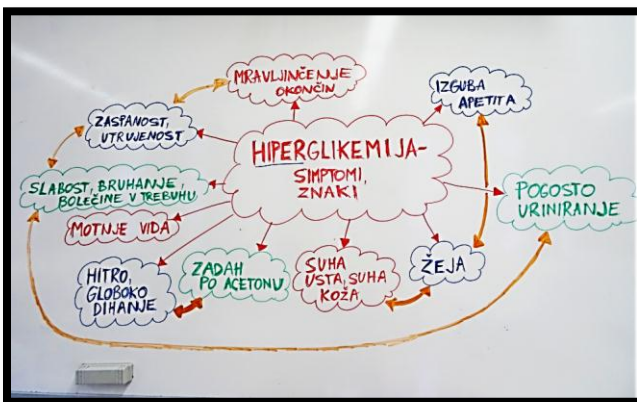 MRAVLJINČENJE
OKONČIN
IZGUBA
APETITA
ZASPANOST,
UTRUJENOST
HIPERGLIKEMIJA-
SIMPTOMI,
ZNAKI
SLABOST, BRUHANJE,
BOLEČINE V TREBUHU
POGOSTO
URINIRANJE
MOTNJE VIDA
HITRO,
GLOBOKO
DIHANJE
ZADAH
PO ACETONU
SUHA
USTA, SUHA
KOŽA
ŽEJA